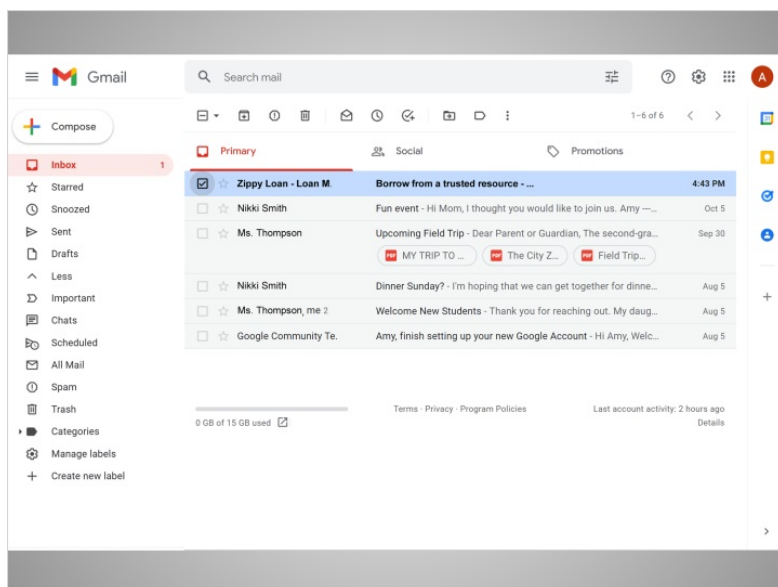 Gmail
Search mail
A
Compose
1–6 of 6
Primary
Social
Promotions
Inbox 1
Starred
Snoozed
Sent
Drafts
Less
Important
Chats
Scheduled
All Mail
Spam
Trash
Categories
Manage labels
Create new label
Zippy Loan - Loan M. Borrow from a trusted resource - ... 4:43 PM
Nikki Smith Fun event - Hi Mom, I thought you would like to join us. Amy —... Oct 5
Ms. Thompson Upcoming Field Trip - Dear Parent or Guardian, The second-gra... Sep 30
PDF MY TRIP TO ... PDF The City Z... PDF Field Trip...
Nikki Smith Dinner Sunday? - I'm hoping that we can get together for dinne... Aug 5
Ms. Thompson, me 2 Welcome New Students - Thank you for reaching out. My daug... Aug 5
Google Community Te. Amy, finish setting up your new Google Account - Hi Amy, Welc... Aug 5
0 GB of 15 GB used
Terms · Privacy · Program Policies
Last account activity: 2 hours ago
Details